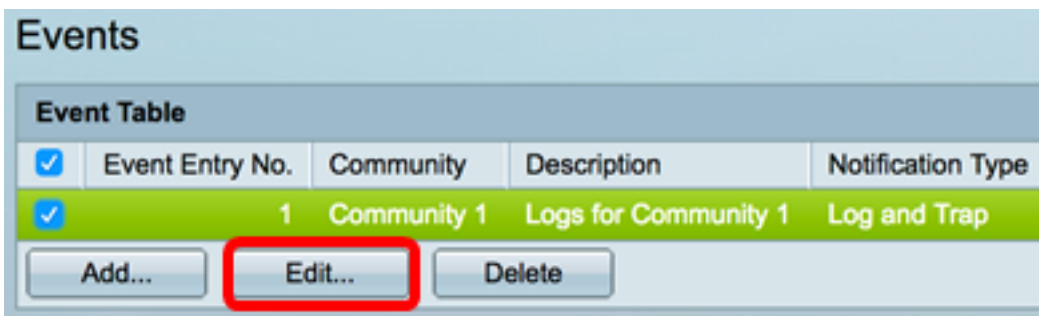 Events
Event Table
Event Entry No. Community Description Notification Type
1 Community 1 Logs for Community 1 Log and Trap
Add... Edit... Delete